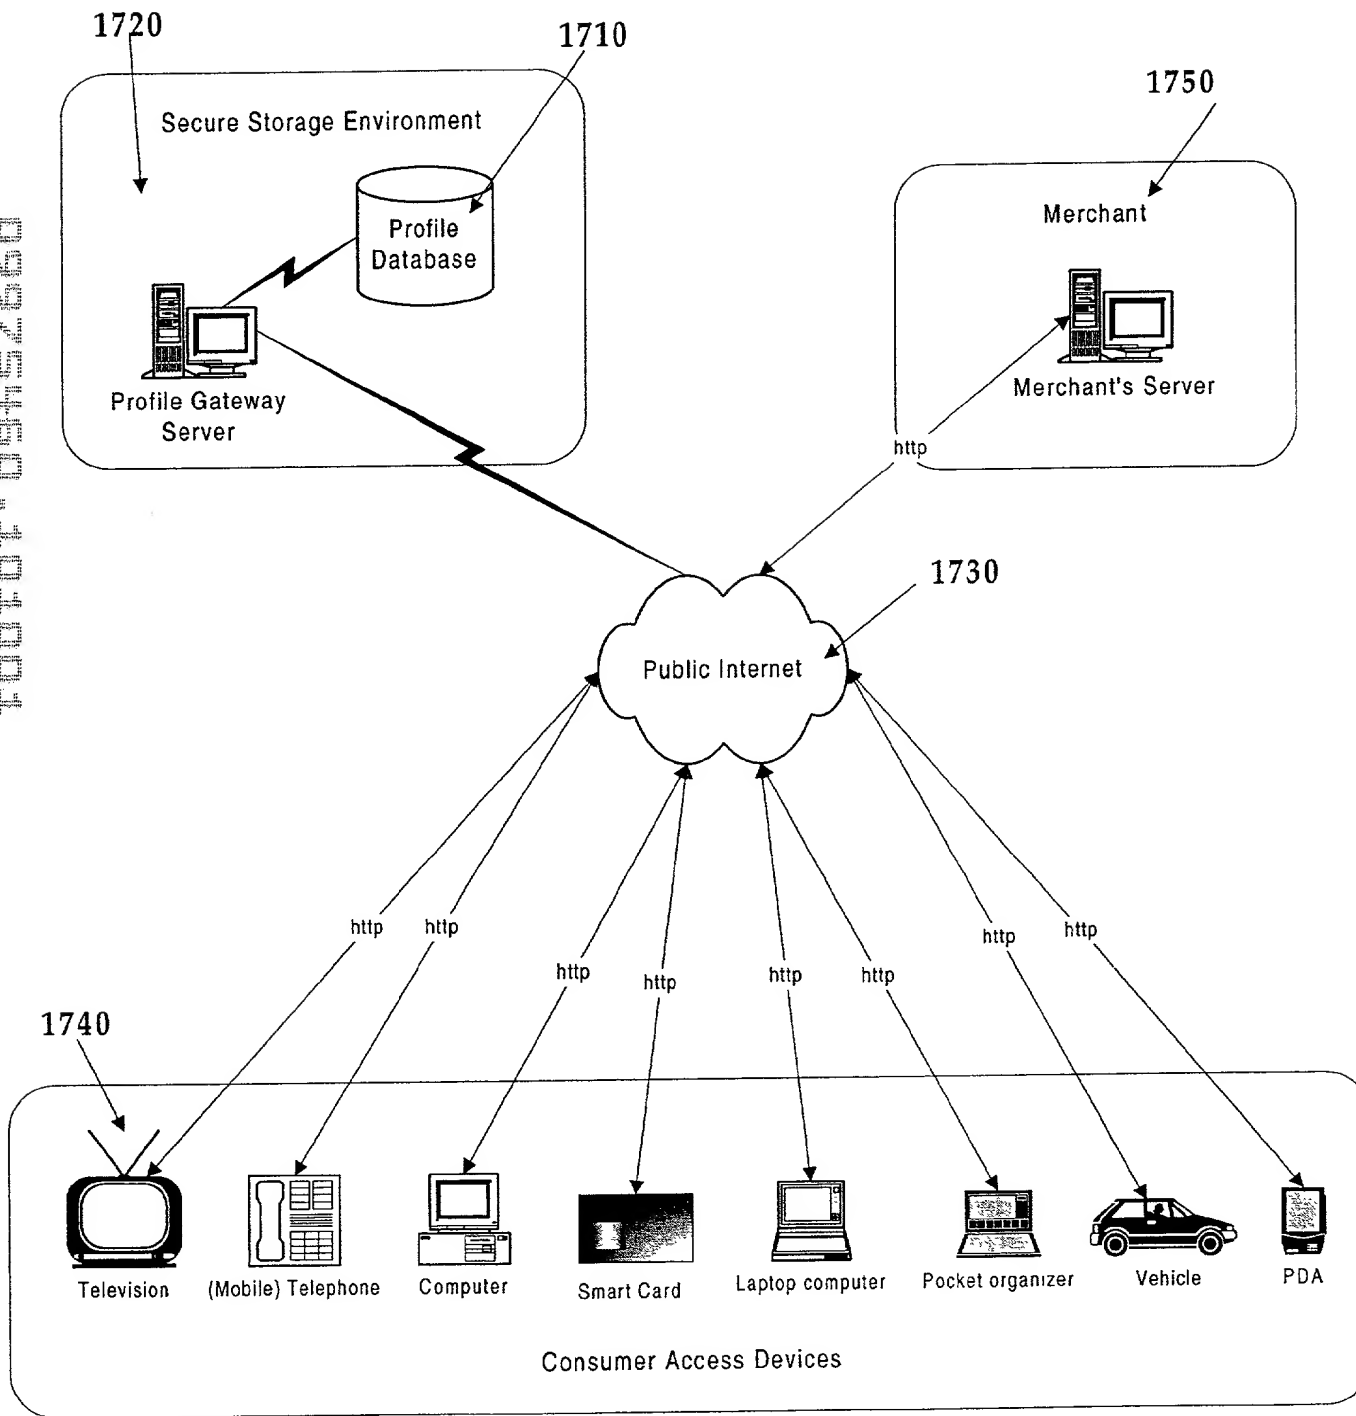 1720
1710
1750
Secure Storage Environment
Profile
Database
Profile Gateway
Server
Merchant
Merchant's Server
http
1730
Public Internet
http
http
http
http
http
http
http
http
1740
Television
(Mobile) Telephone
Computer
Smart Card
Laptop computer
Pocket organizer
Vehicle
PDA
Consumer Access Devices